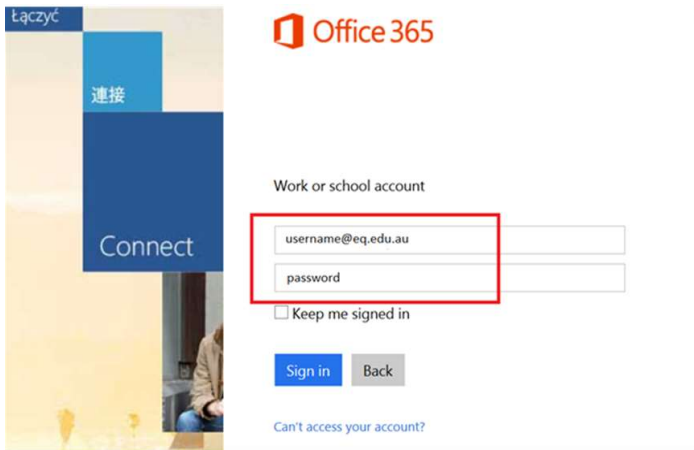 Łączyć
連接
Connect
Office 365
Work or school account
username@eq.edu.au
password
Keep me signed in
Sign in
Back
Can't access your account?